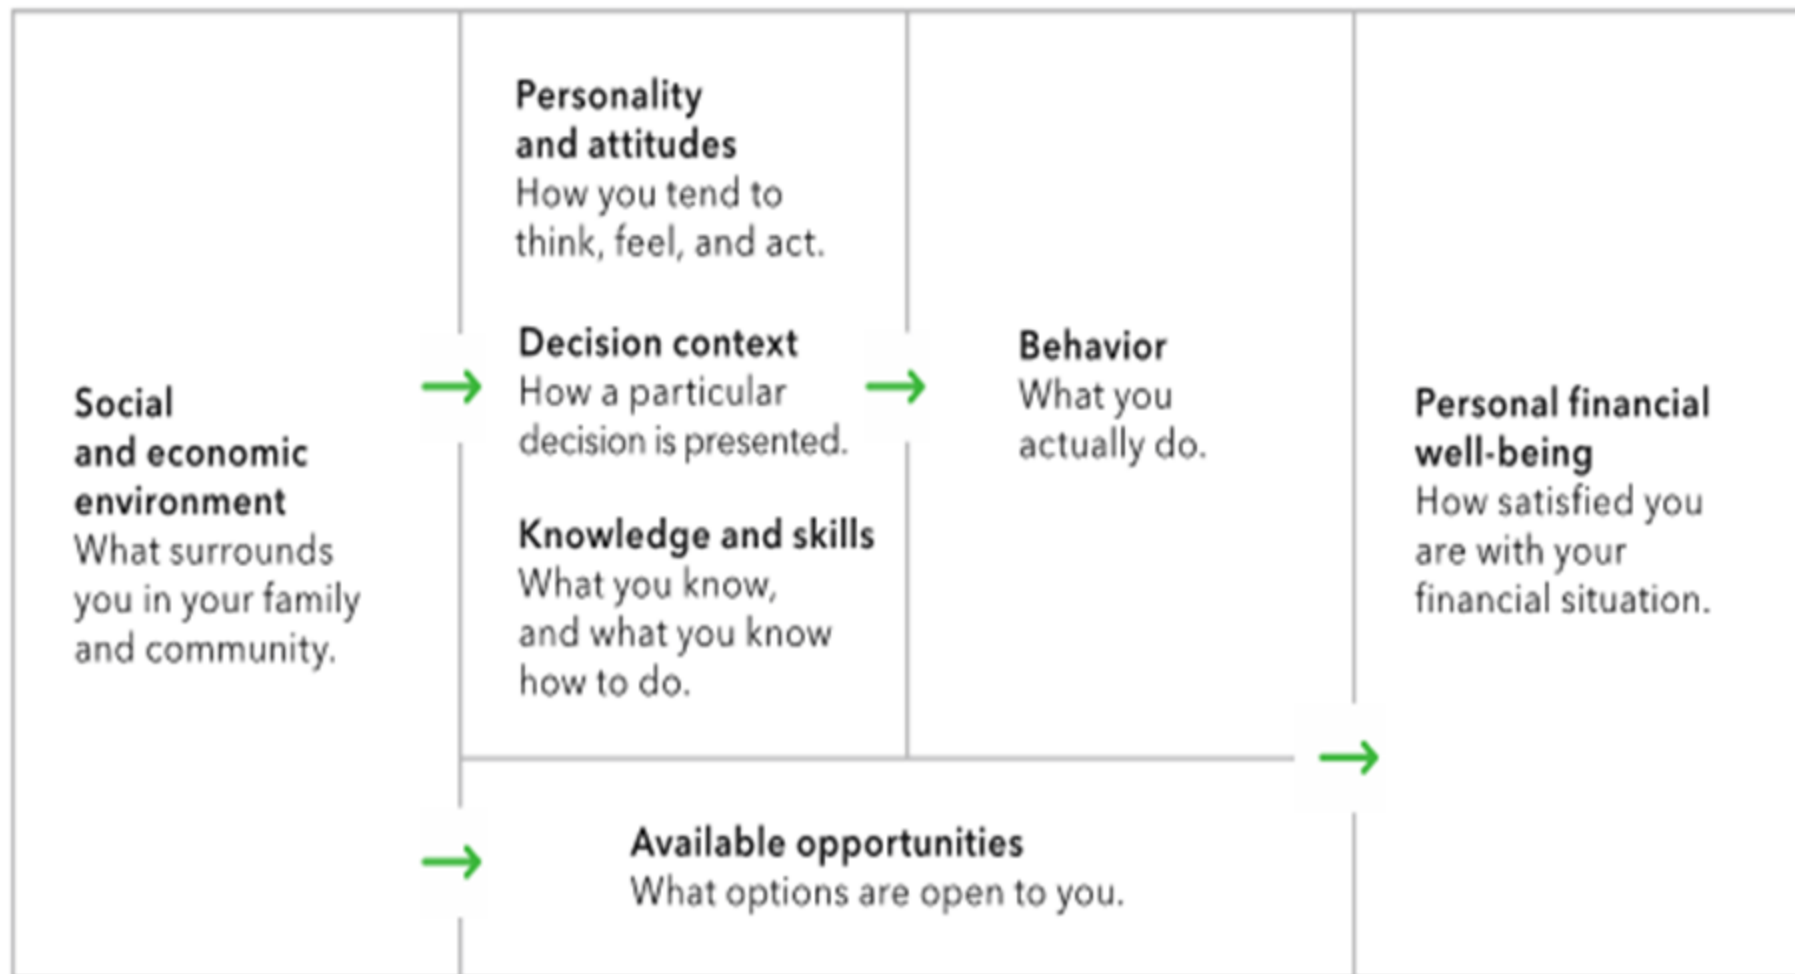 Social
and economic
environment
What surrounds
you in your family
and community.
Personality
and attitudes
How you tend to
think, feel, and act.
Decision context
How a particular
decision is presented.
Knowledge and skills
What you know,
and what you know
how to do.
Behavior
What you
actually do.
Available opportunities
What options are open to you.
Personal financial
well-being
How satisfied you
are with your
financial situation.